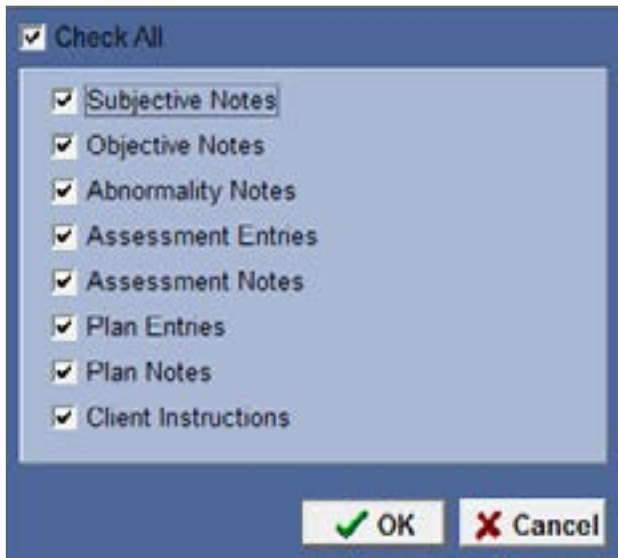 Check All
Subjective Notes
Objective Notes
Abnormality Notes
Assessment Entries
Assessment Notes
Plan Entries
Plan Notes
Client Instructions
OK Cancel